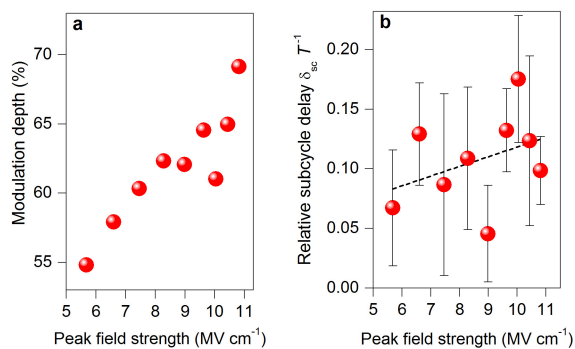 a
Modulation depth (%)
70
65
60
55
5 6 7 8 9 10 11
Peak field strength (MV cm⁻¹)
b
Relative subcycle delay δsc T⁻¹
0.20
0.15
0.10
0.05
0.00
5 6 7 8 9 10 11
Peak field strength (MV cm⁻¹)